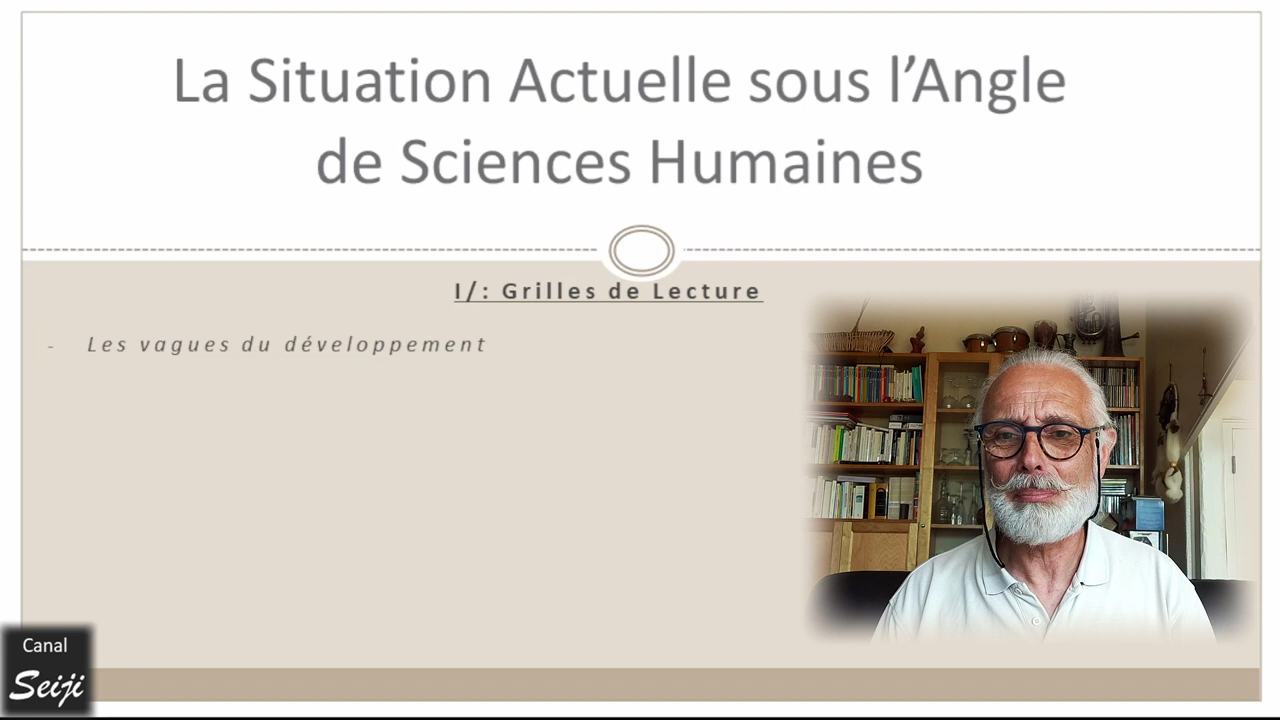 La Situation Actuelle sous l’Angle
de Sciences Humaines
I/: Grilles de Lecture
- Les vagues du développement
Canal
Seiji